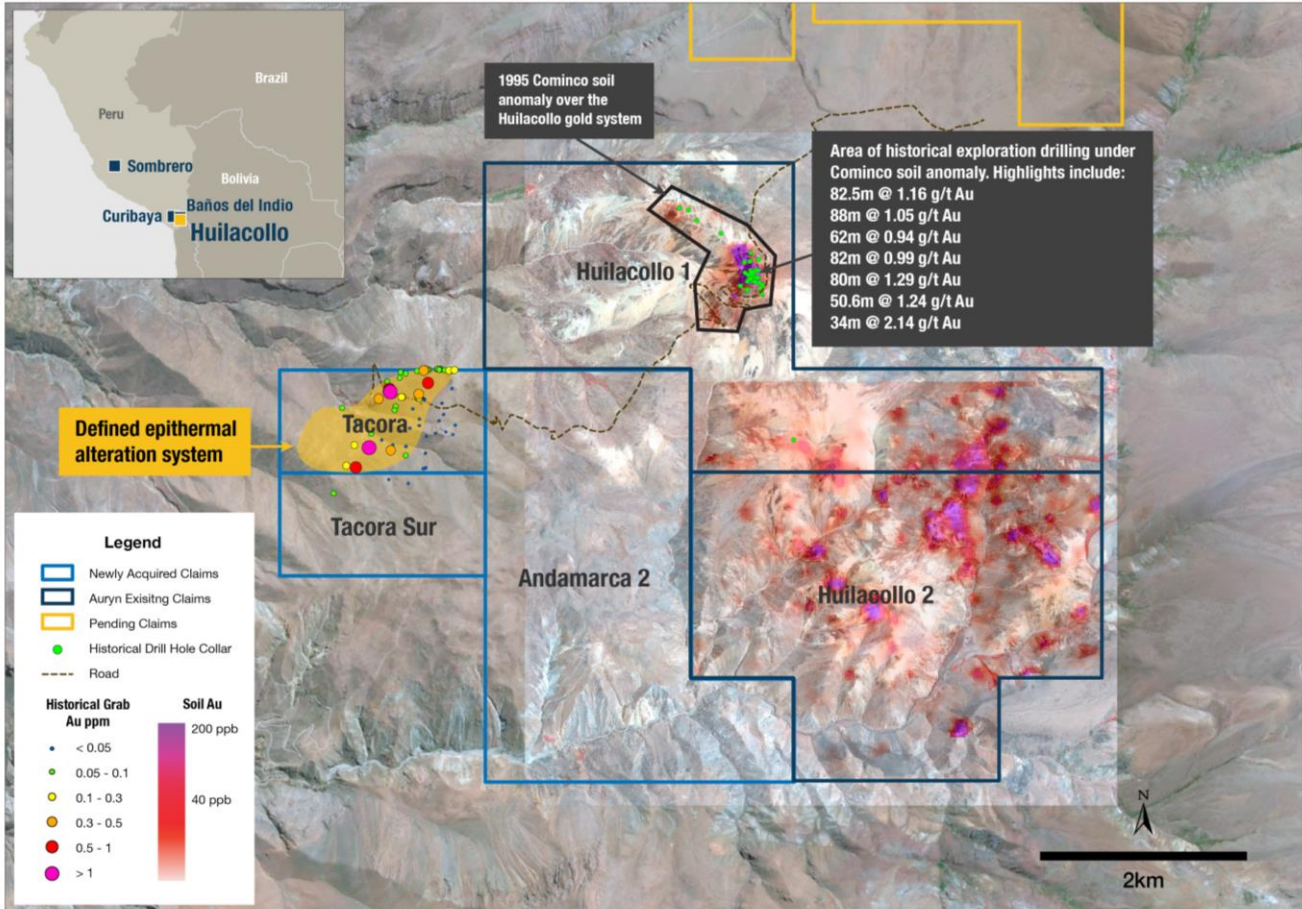 Brazil
Peru
Sombrero
Bolivia
Baños del Indio
Curibaya
Huilacollo
1995 Cominco soil
anomaly over the
Huilacollo gold system
Area of historical exploration drilling under
Cominco soil anomaly. Highlights include:
82.5m @ 1.16 g/t Au
88m @ 1.05 g/t Au
62m @ 0.94 g/t Au
82m @ 0.99 g/t Au
80m @ 1.29 g/t Au
50.6m @ 1.24 g/t Au
34m @ 2.14 g/t Au
Huilacollo 1
Defined epithermal
alteration system
Tacora
Tacora Sur
Andamarca 2
Huilacollo 2
Legend
Newly Acquired Claims
Auryn Exisitng Claims
Pending Claims
Historical Drill Hole Collar
Road
Historical Grab
Au ppm
< 0.05
0.05 - 0.1
0.1 - 0.3
0.3 - 0.5
0.5 - 1
> 1
Soil Au
200 ppb
40 ppb
N
2km